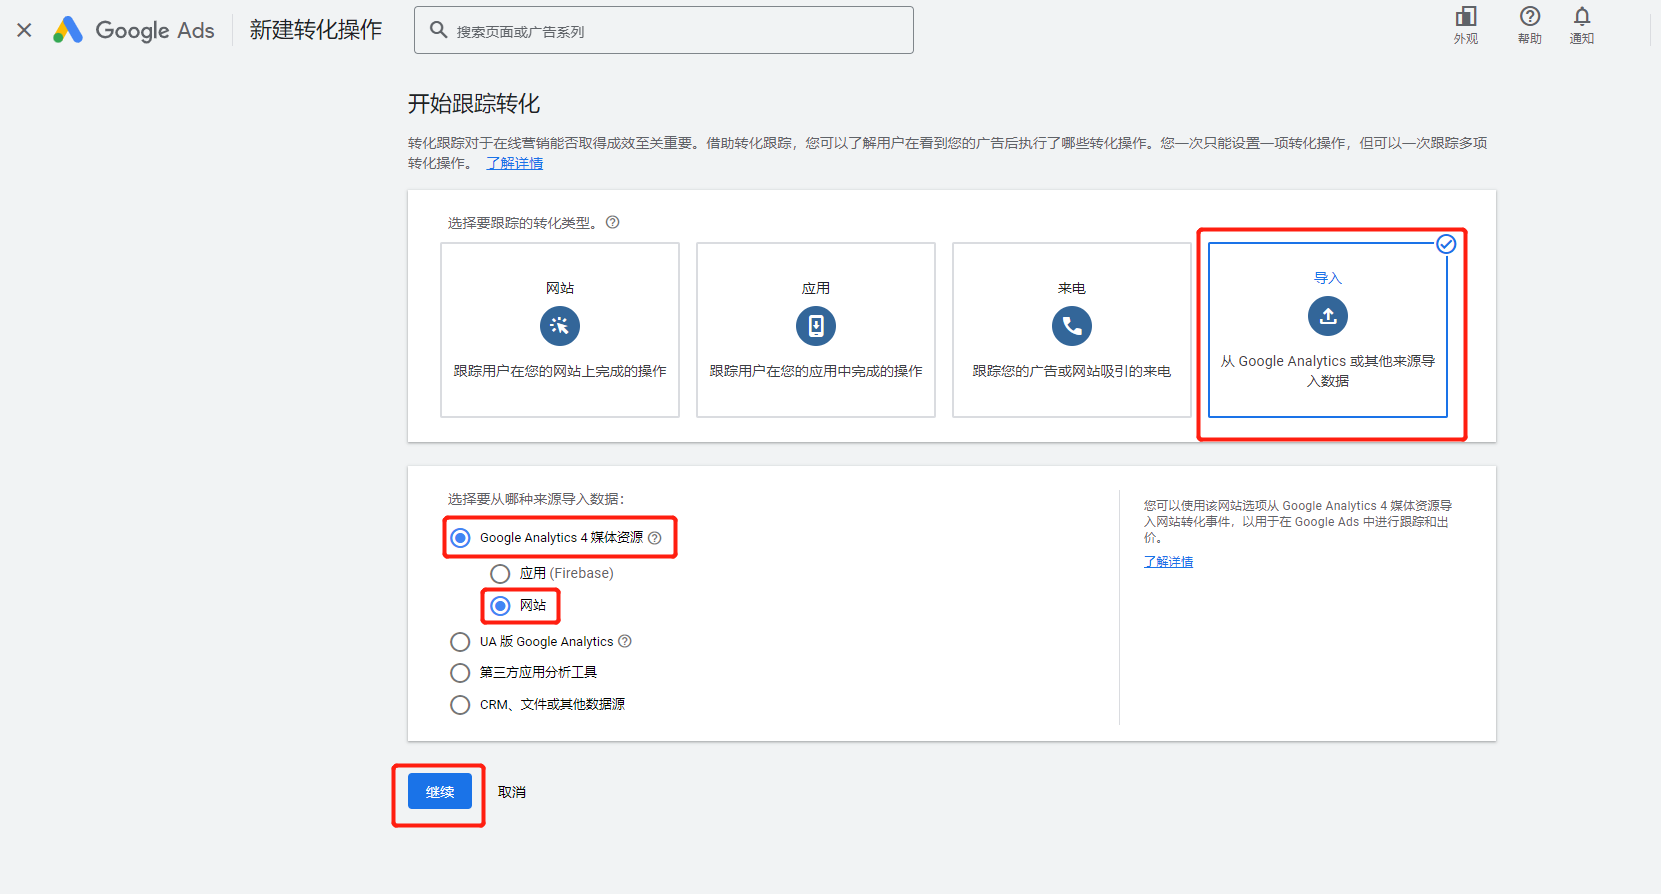 Google Ads
新建转化操作
搜索页面或广告系列
外观
帮助
通知
开始跟踪转化
转化跟踪对于在线营销能否取得成效至关重要。借助转化跟踪，您可以了解用户在看到您的广告后执行了哪些转化操作。您一次只能设置一项转化操作，但可以一次跟踪多项
转化操作。 了解详情
选择要跟踪的转化类型。
网站
跟踪用户在您的网站上完成的操作
应用
跟踪用户在您的应用中完成的操作
来电
跟踪您的广告或网站吸引的来电
导入
从 Google Analytics 或其他来源导
入数据
选择要从哪种来源导入数据：
Google Analytics 4 媒体资源
应用 (Firebase)
网站
UA 版 Google Analytics
第三方应用分析工具
CRM、文件或其他数据源
您可以使用该网站选项从 Google Analytics 4 媒体资源导
入网站转化事件，以用于在 Google Ads 中进行跟踪和出
价。
了解详情
继续
取消